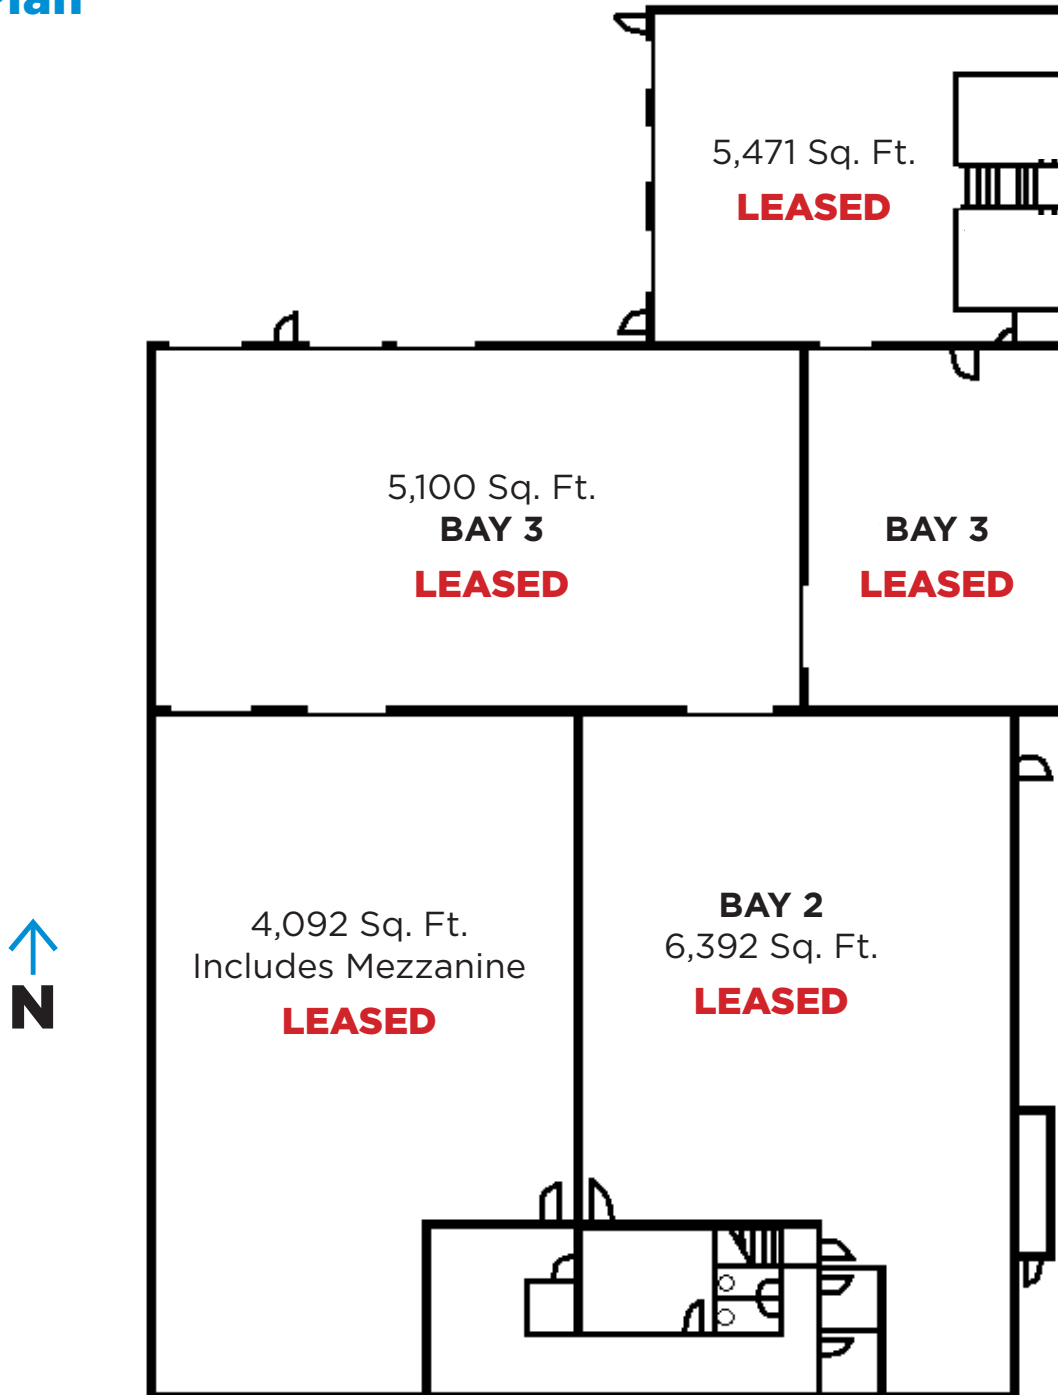 Plan
5,471 Sq. Ft.
LEASED
5,100 Sq. Ft.
BAY 3
LEASED
BAY 3
LEASED
4,092 Sq. Ft.
Includes Mezzanine
LEASED
BAY 2
6,392 Sq. Ft.
LEASED
N